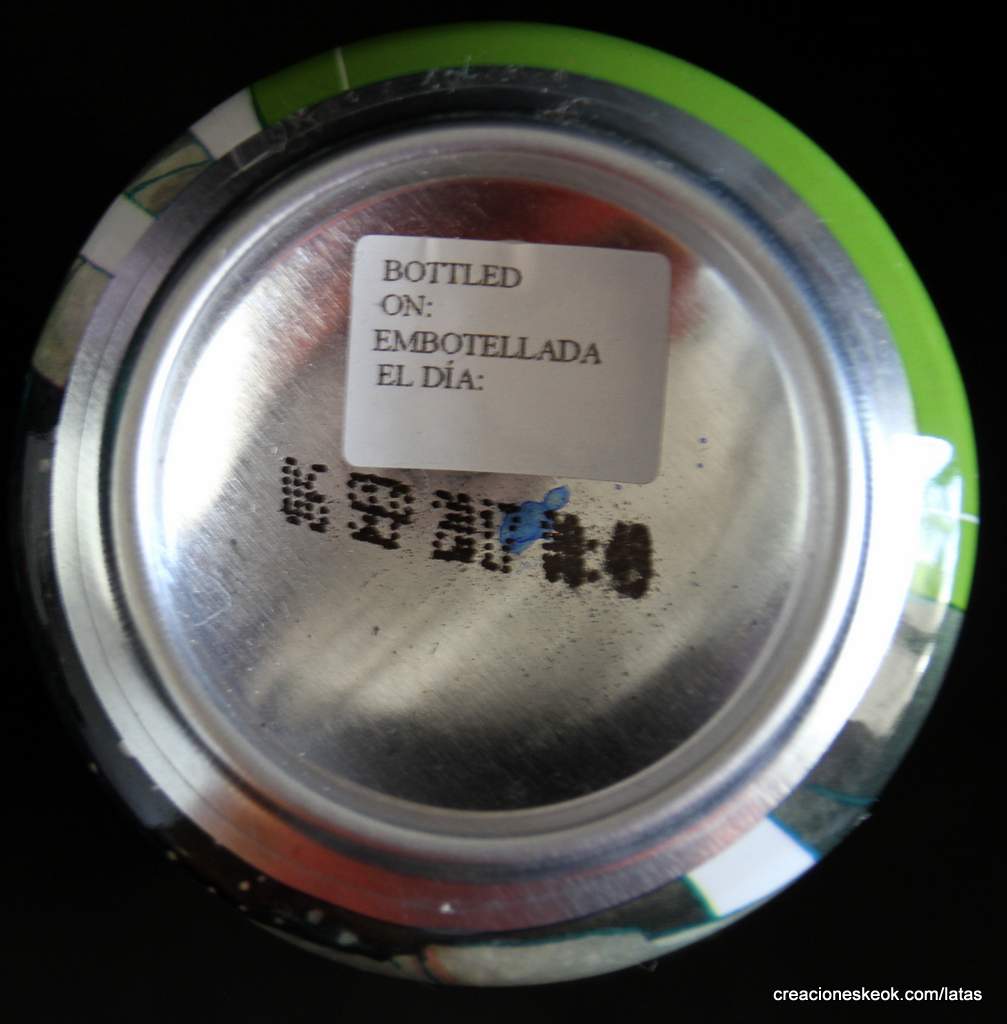 BOTTLED
ON:
EMBOTELLADA
EL DÍA:
creacioneskeok.com/latas